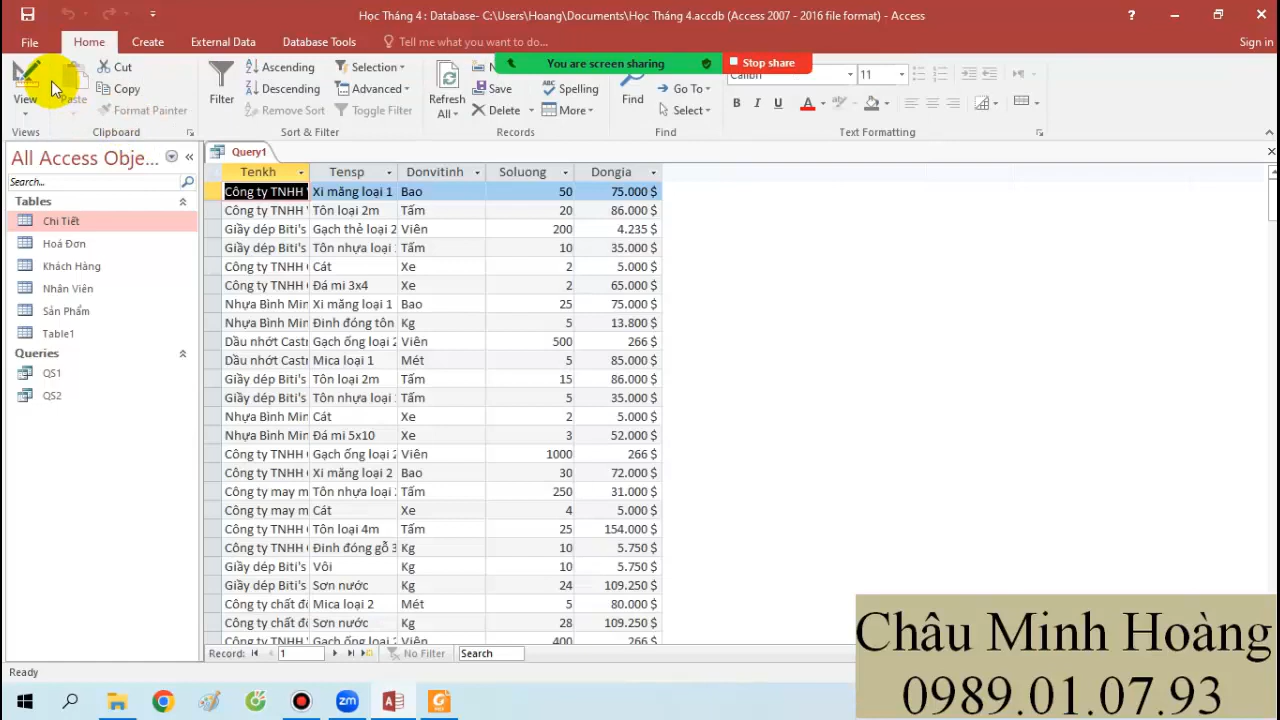 Học Tháng 4 : Database- C:\Users\Hoang\Documents\Học Tháng 4.accdb (Access 2007 - 2016 file format) - Access
File Home Create External Data Database Tools Tell me what you want to do... Sign in
You are screen sharing Stop share
View Paste Cut Copy Format Painter
Filter Ascending Descending Remove Sort Selection Advanced Toggle Filter
Refresh All Save Delete Spelling More
Find Go To Select
Calibri 11
B I U A
Views Clipboard Sort & Filter Records Find Text Formatting
All Access Obje...
Search...
Tables
Chi Tiết
Hoá Đơn
Khách Hàng
Nhân Viên
Sản Phẩm
Table1
Queries
QS1
QS2
Query1
Tenkh Tensp Donvitinh Soluong Dongia
Công ty TNHH Xi măng loại 1 Bao 50 75.000 $
Công ty TNHH Tôn loại 2m Tấm 20 86.000 $
Giầy dép Biti's Gạch thẻ loại 2 Viên 200 4.235 $
Giầy dép Biti's Tôn nhựa loại Tấm 10 35.000 $
Công ty TNHH Cát Xe 2 5.000 $
Công ty TNHH Đá mi 3x4 Xe 2 65.000 $
Nhựa Bình Min Xi măng loại 1 Bao 25 75.000 $
Nhựa Bình Min Đinh đóng tôn Kg 5 13.800 $
Dầu nhớt Castr Gạch ống loại 2 Viên 500 266 $
Dầu nhớt Castr Mica loại 1 Mét 5 85.000 $
Giầy dép Biti's Tôn loại 2m Tấm 15 86.000 $
Giầy dép Biti's Tôn nhựa loại Tấm 5 35.000 $
Nhựa Bình Min Cát Xe 2 5.000 $
Nhựa Bình Min Đá mi 5x10 Xe 3 52.000 $
Công ty TNHH Gạch ống loại 2 Viên 1000 266 $
Công ty TNHH Xi măng loại 2 Bao 30 72.000 $
Công ty may m Tôn nhựa loại Tấm 250 31.000 $
Công ty may m Cát Xe 4 5.000 $
Công ty TNHH Tôn loại 4m Tấm 25 154.000 $
Công ty TNHH Đinh đóng gỗ 3 Kg 10 5.750 $
Công ty TNHH Vôi Kg 10 5.750 $
Giầy dép Biti's Sơn nước Kg 24 109.250 $
Công ty chất đ Mica loại 2 Mét 5 80.000 $
Công ty chất đ Sơn nước Kg 28 109.250 $
Công ty TNHH Gạch ống loại 2 Viên 400 266 $
Record: 1 No Filter Search
Ready
Châu Minh Hoàng
0989.01.07.93